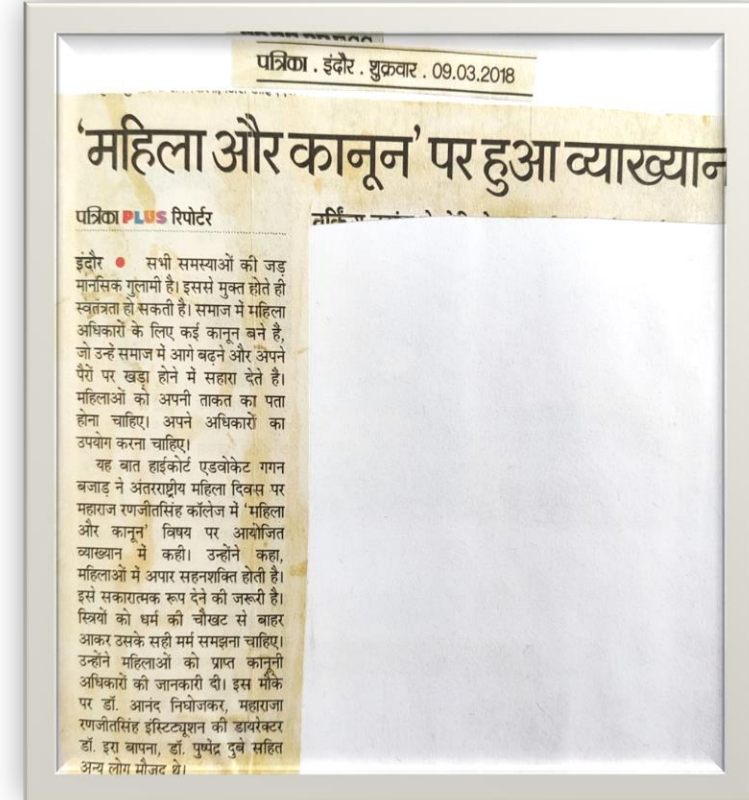 पत्रिका . इंदौर . शुक्रवार . 09.03.2018
'महिला और कानून' पर हुआ व्याख्यान
पत्रिका PLUS रिपोर्टर
इंदौर ● सभी समस्याओं की जड़
मानसिक गुलामी है। इससे मुक्त होते ही
स्वतंत्रता हो सकती है। समाज में महिला
अधिकारों के लिए कई कानून बने है,
जो उन्हें समाज में आगे बढ़ने और अपने
पैरों पर खड़ा होने में सहारा देते है।
महिलाओं को अपनी ताकत का पता
होना चाहिए। अपने अधिकारों का
उपयोग करना चाहिए।
यह बात हाईकोर्ट एडवोकेट गगन
बजाड़ ने अंतरराष्ट्रीय महिला दिवस पर
महाराज रणजीतसिंह कॉलेज में 'महिला
और कानून' विषय पर आयोजित
व्याख्यान में कही। उन्होंने कहा,
महिलाओं में अपार सहनशक्ति होती है।
इसे सकारात्मक रूप देने की जरूरी है।
स्त्रियों को धर्म की चौखट से बाहर
आकर उसके सही मर्म समझना चाहिए।
उन्होंने महिलाओं को प्राप्त कानूनी
अधिकारों की जानकारी दी। इस मौके
पर डॉ. आनंद निघोजकर, महाराजा
रणजीतसिंह इंस्टिट्यूशन की डायरेक्टर
डॉ. इरा बापना, डॉ. पुष्पेंद्र दुबे सहित
अन्य लोग मौजूद थे।